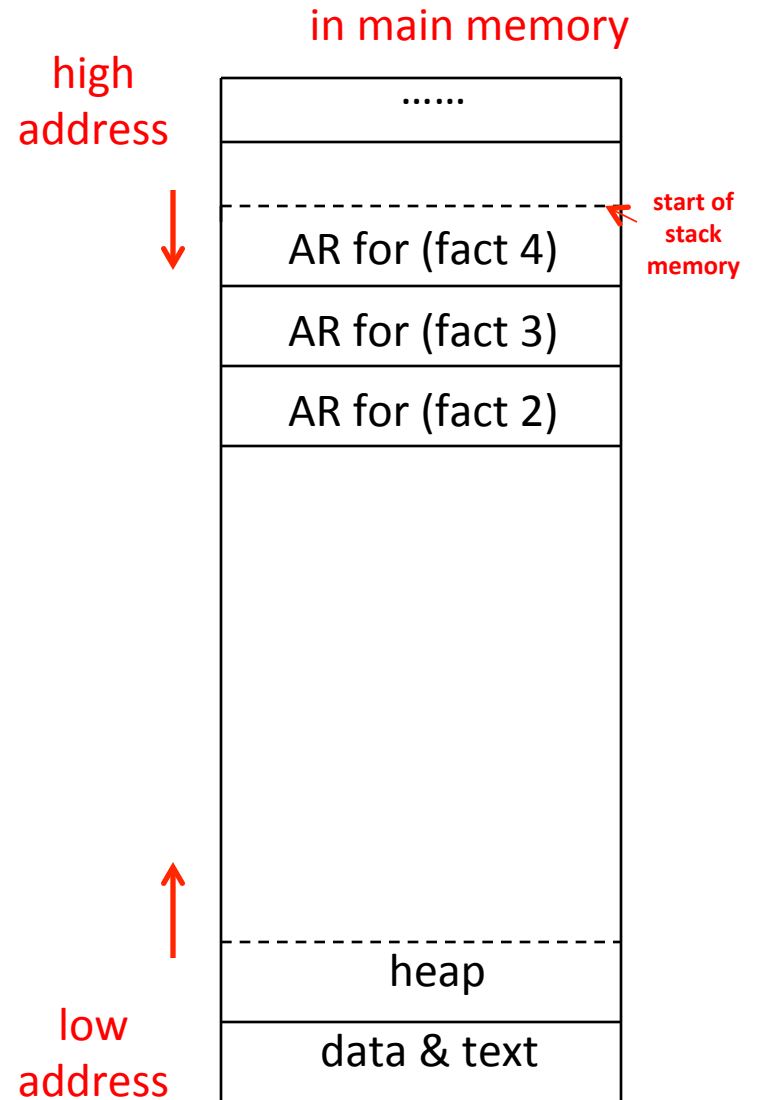 in main memory
high
address
……
start of
stack
memory
AR for (fact 4)
AR for (fact 3)
AR for (fact 2)
heap
low
address
data & text